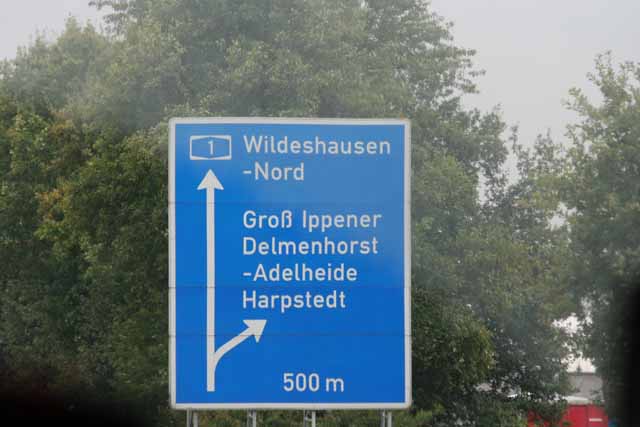 1 Wildeshausen
-Nord
Groß Ippener
Delmenhorst
-Adelheide
Harpstedt
500 m